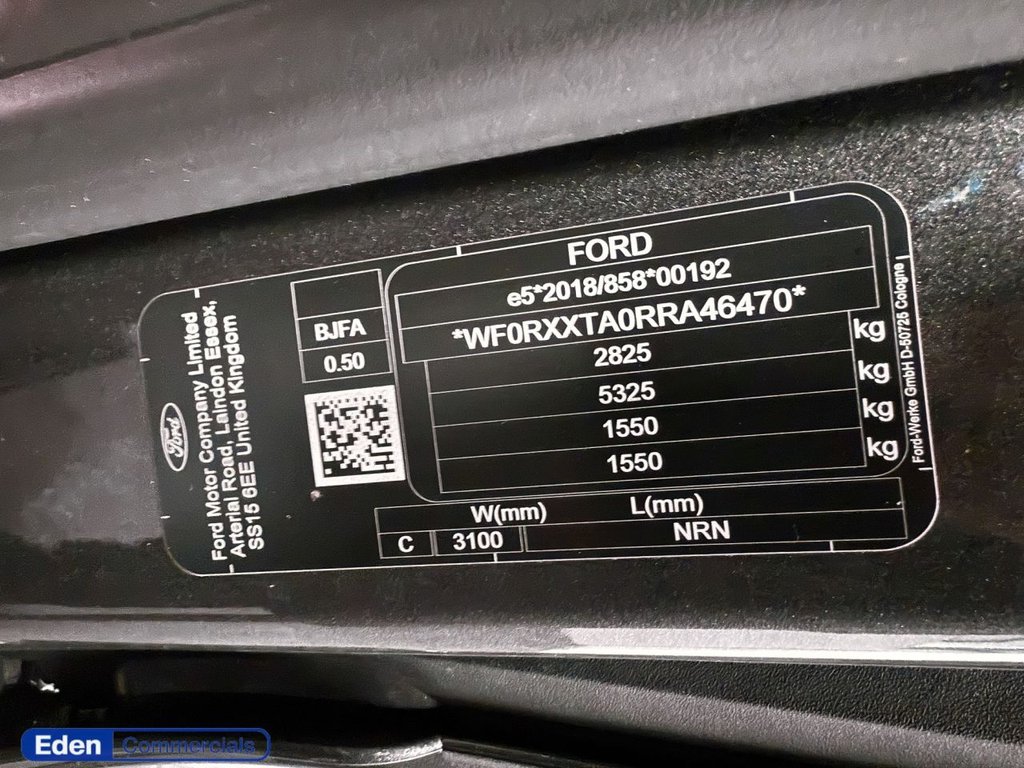 Ford
Ford Motor Company Limited
Arterial Road, Laindon Essex,
SS15 6EE United Kingdom
BJFA
0.50
FORD
e5*2018/858*00192
*WF0RXXTA0RRA46470*
2825 kg
5325 kg
1550 kg
1550 kg
W(mm) L(mm)
C 3100 NRN
Ford-Werke GmbH D-50725 Cologne
Eden Commercials